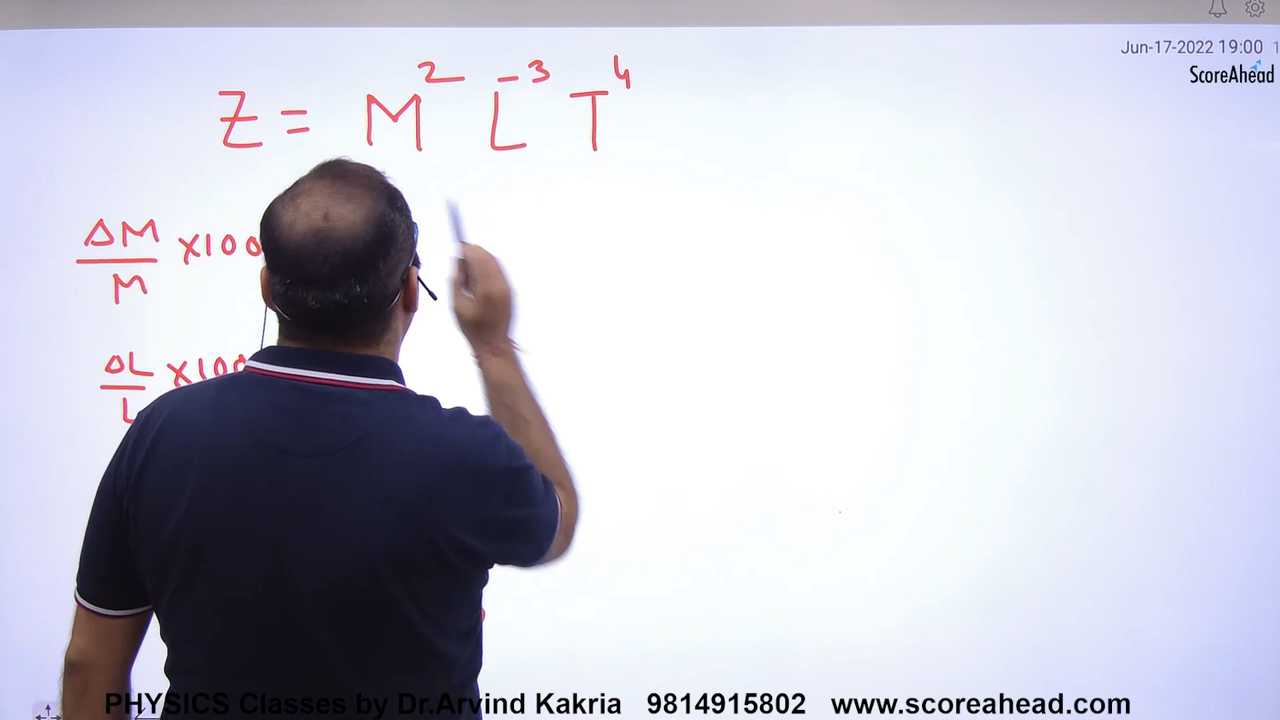 Jun-17-2022 19:00
ScoreAhead
Z = M² L⁻³ T⁴
ΔM/M ×100
ΔL/L ×100
PHYSICS Classes by Dr.Arvind Kakria 9814915802 www.scoreahead.com